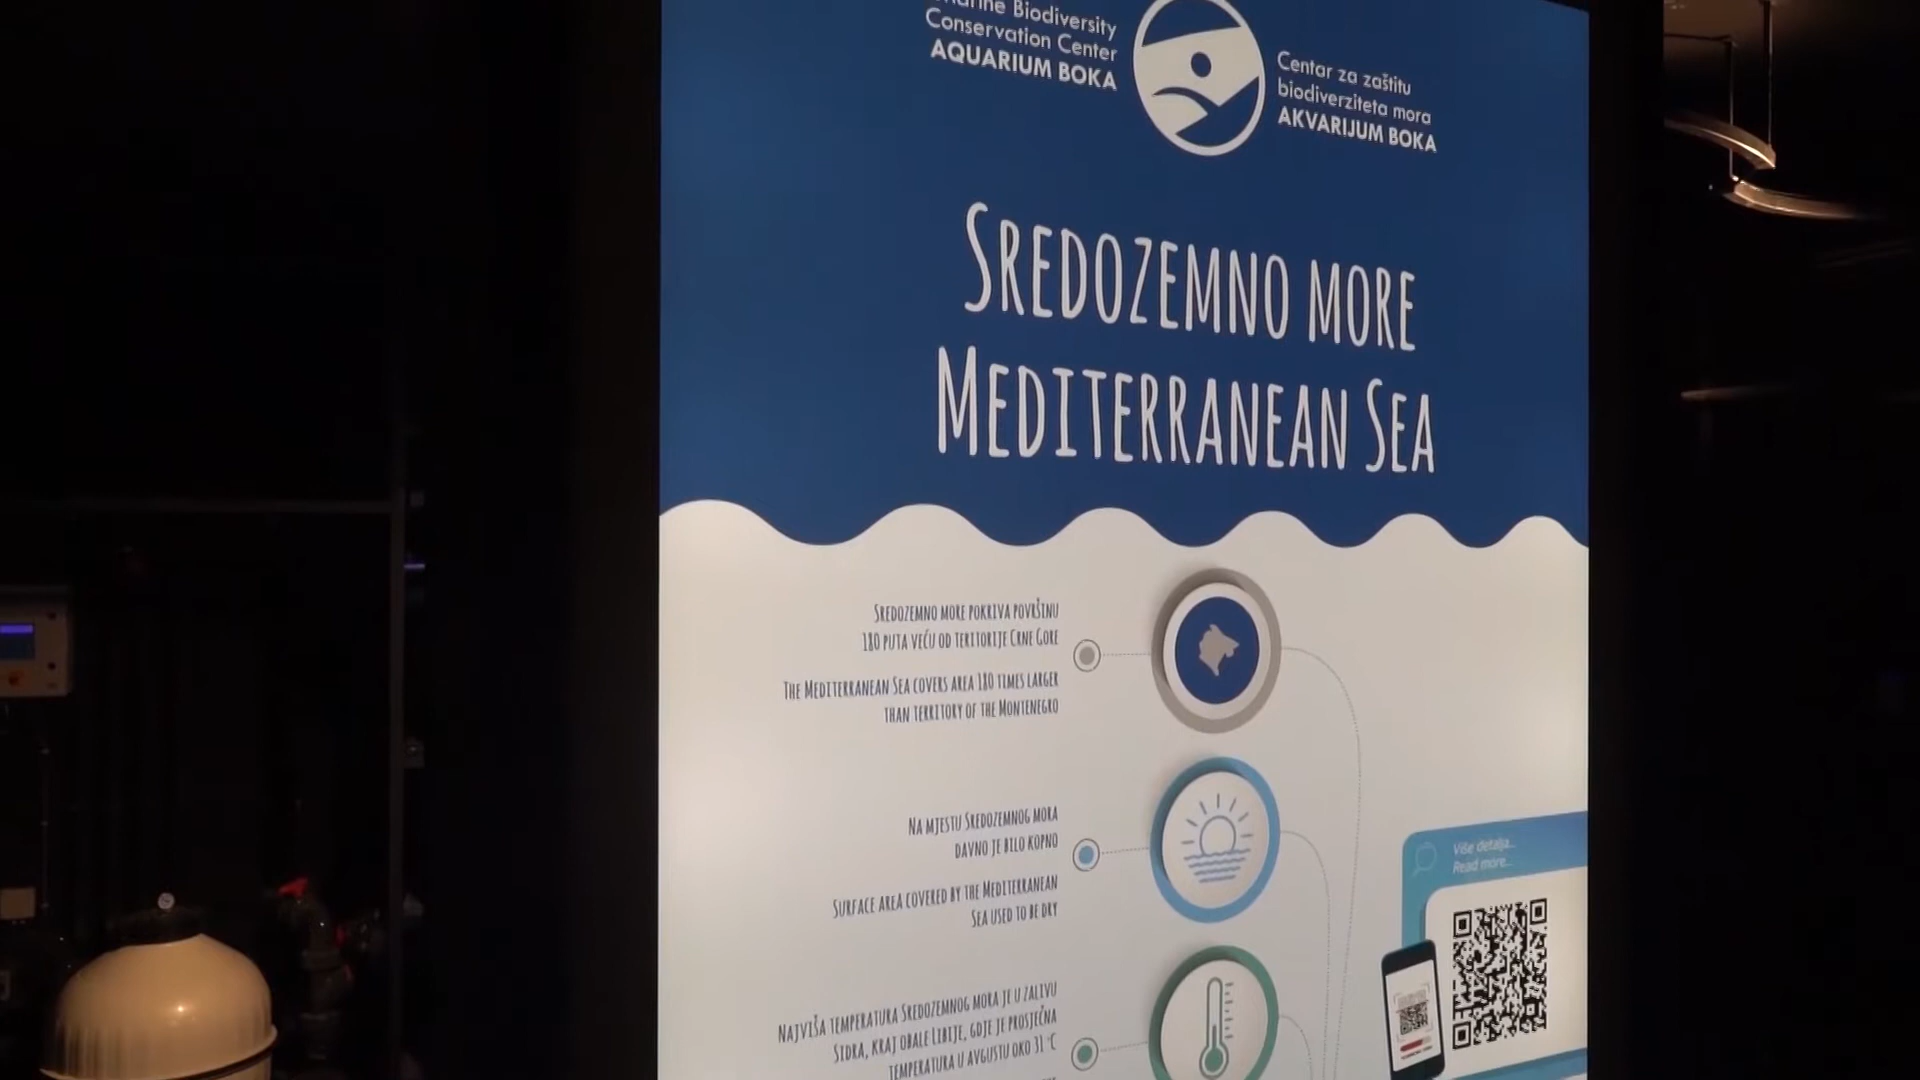 Marine Biodiversity
Conservation Center
AQUARIUM BOKA
Centar za zaštitu
biodiverziteta mora
AKVARIJUM BOKA
SREDOZEMNO MORE
MEDITERRANEAN SEA
SREDOZEMNO MORE POKRIVA POVRŠINU
180 PUTA VEĆU OD TERITORIJE CRNE GORE
THE MEDITERRANEAN SEA COVERS AREA 180 TIMES LARGER
THAN TERRITORY OF THE MONTENEGRO
NA MJESTU SREDOZEMNOG MORA
DAVNO JE BILO KOPNO
SURFACE AREA COVERED BY THE MEDITERRANEAN
SEA USED TO BE DRY
NAJVIŠA TEMPERATURA SREDOZEMNOG MORA JE U ZALIVU
SIDRA, KRAJ OBALE LIBIJE, GDJE JE PROSJEČNA
TEMPERATURA U AVGUSTU OKO 31 °C
Više detalja...
Read more...